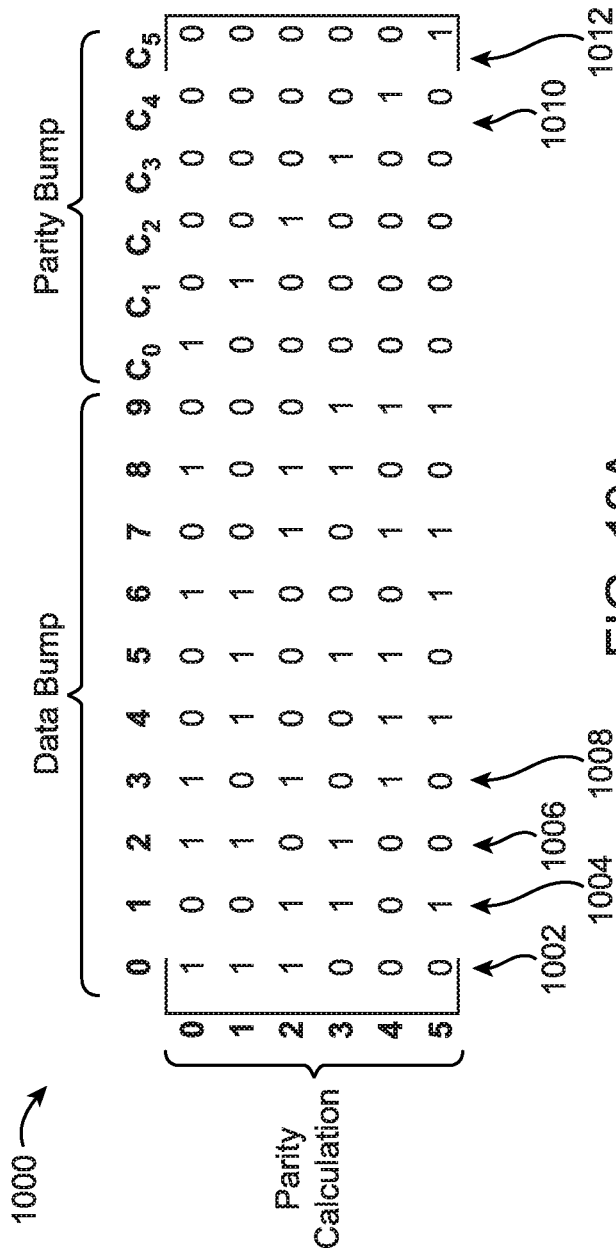 1000
Data Bump Parity Bump
0 1 2 3 4 5 6 7 8 9 C0 C1 C2 C3 C4 C5
Parity
Calculation
0 1 0 1 1 0 0 1 0 1 0 1 0 0 0 0 0
1 1 0 1 0 1 1 1 0 0 0 0 1 0 0 0 0
2 1 1 0 1 0 0 0 1 1 0 0 0 1 0 0 0
3 0 1 1 0 0 1 0 0 1 1 0 0 0 1 0 0
4 0 0 0 1 1 1 0 1 0 1 0 0 0 0 1 0
5 0 1 0 0 1 0 1 1 0 1 0 0 0 0 0 1
1002 1004 1006 1008 1010 1012
FIG. 10A